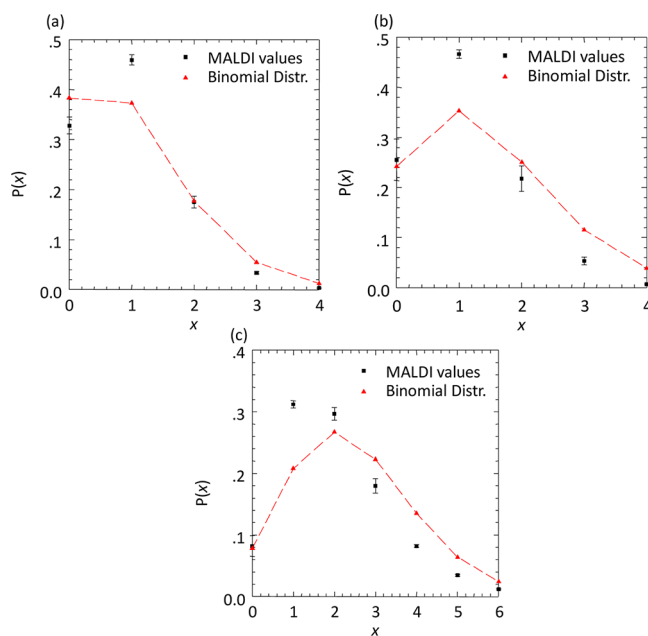 (a)
.5
.4
.3
.2
.1
0.0
P(x)
MALDI values
Binomial Distr.
0 1 2 3 4
x
(b)
.5
.4
.3
.2
.1
0.0
P(x)
MALDI values
Binomial Distr.
0 1 2 3 4
x
(c)
.4
.3
.2
.1
0.0
P(x)
MALDI values
Binomial Distr.
0 1 2 3 4 5 6
x